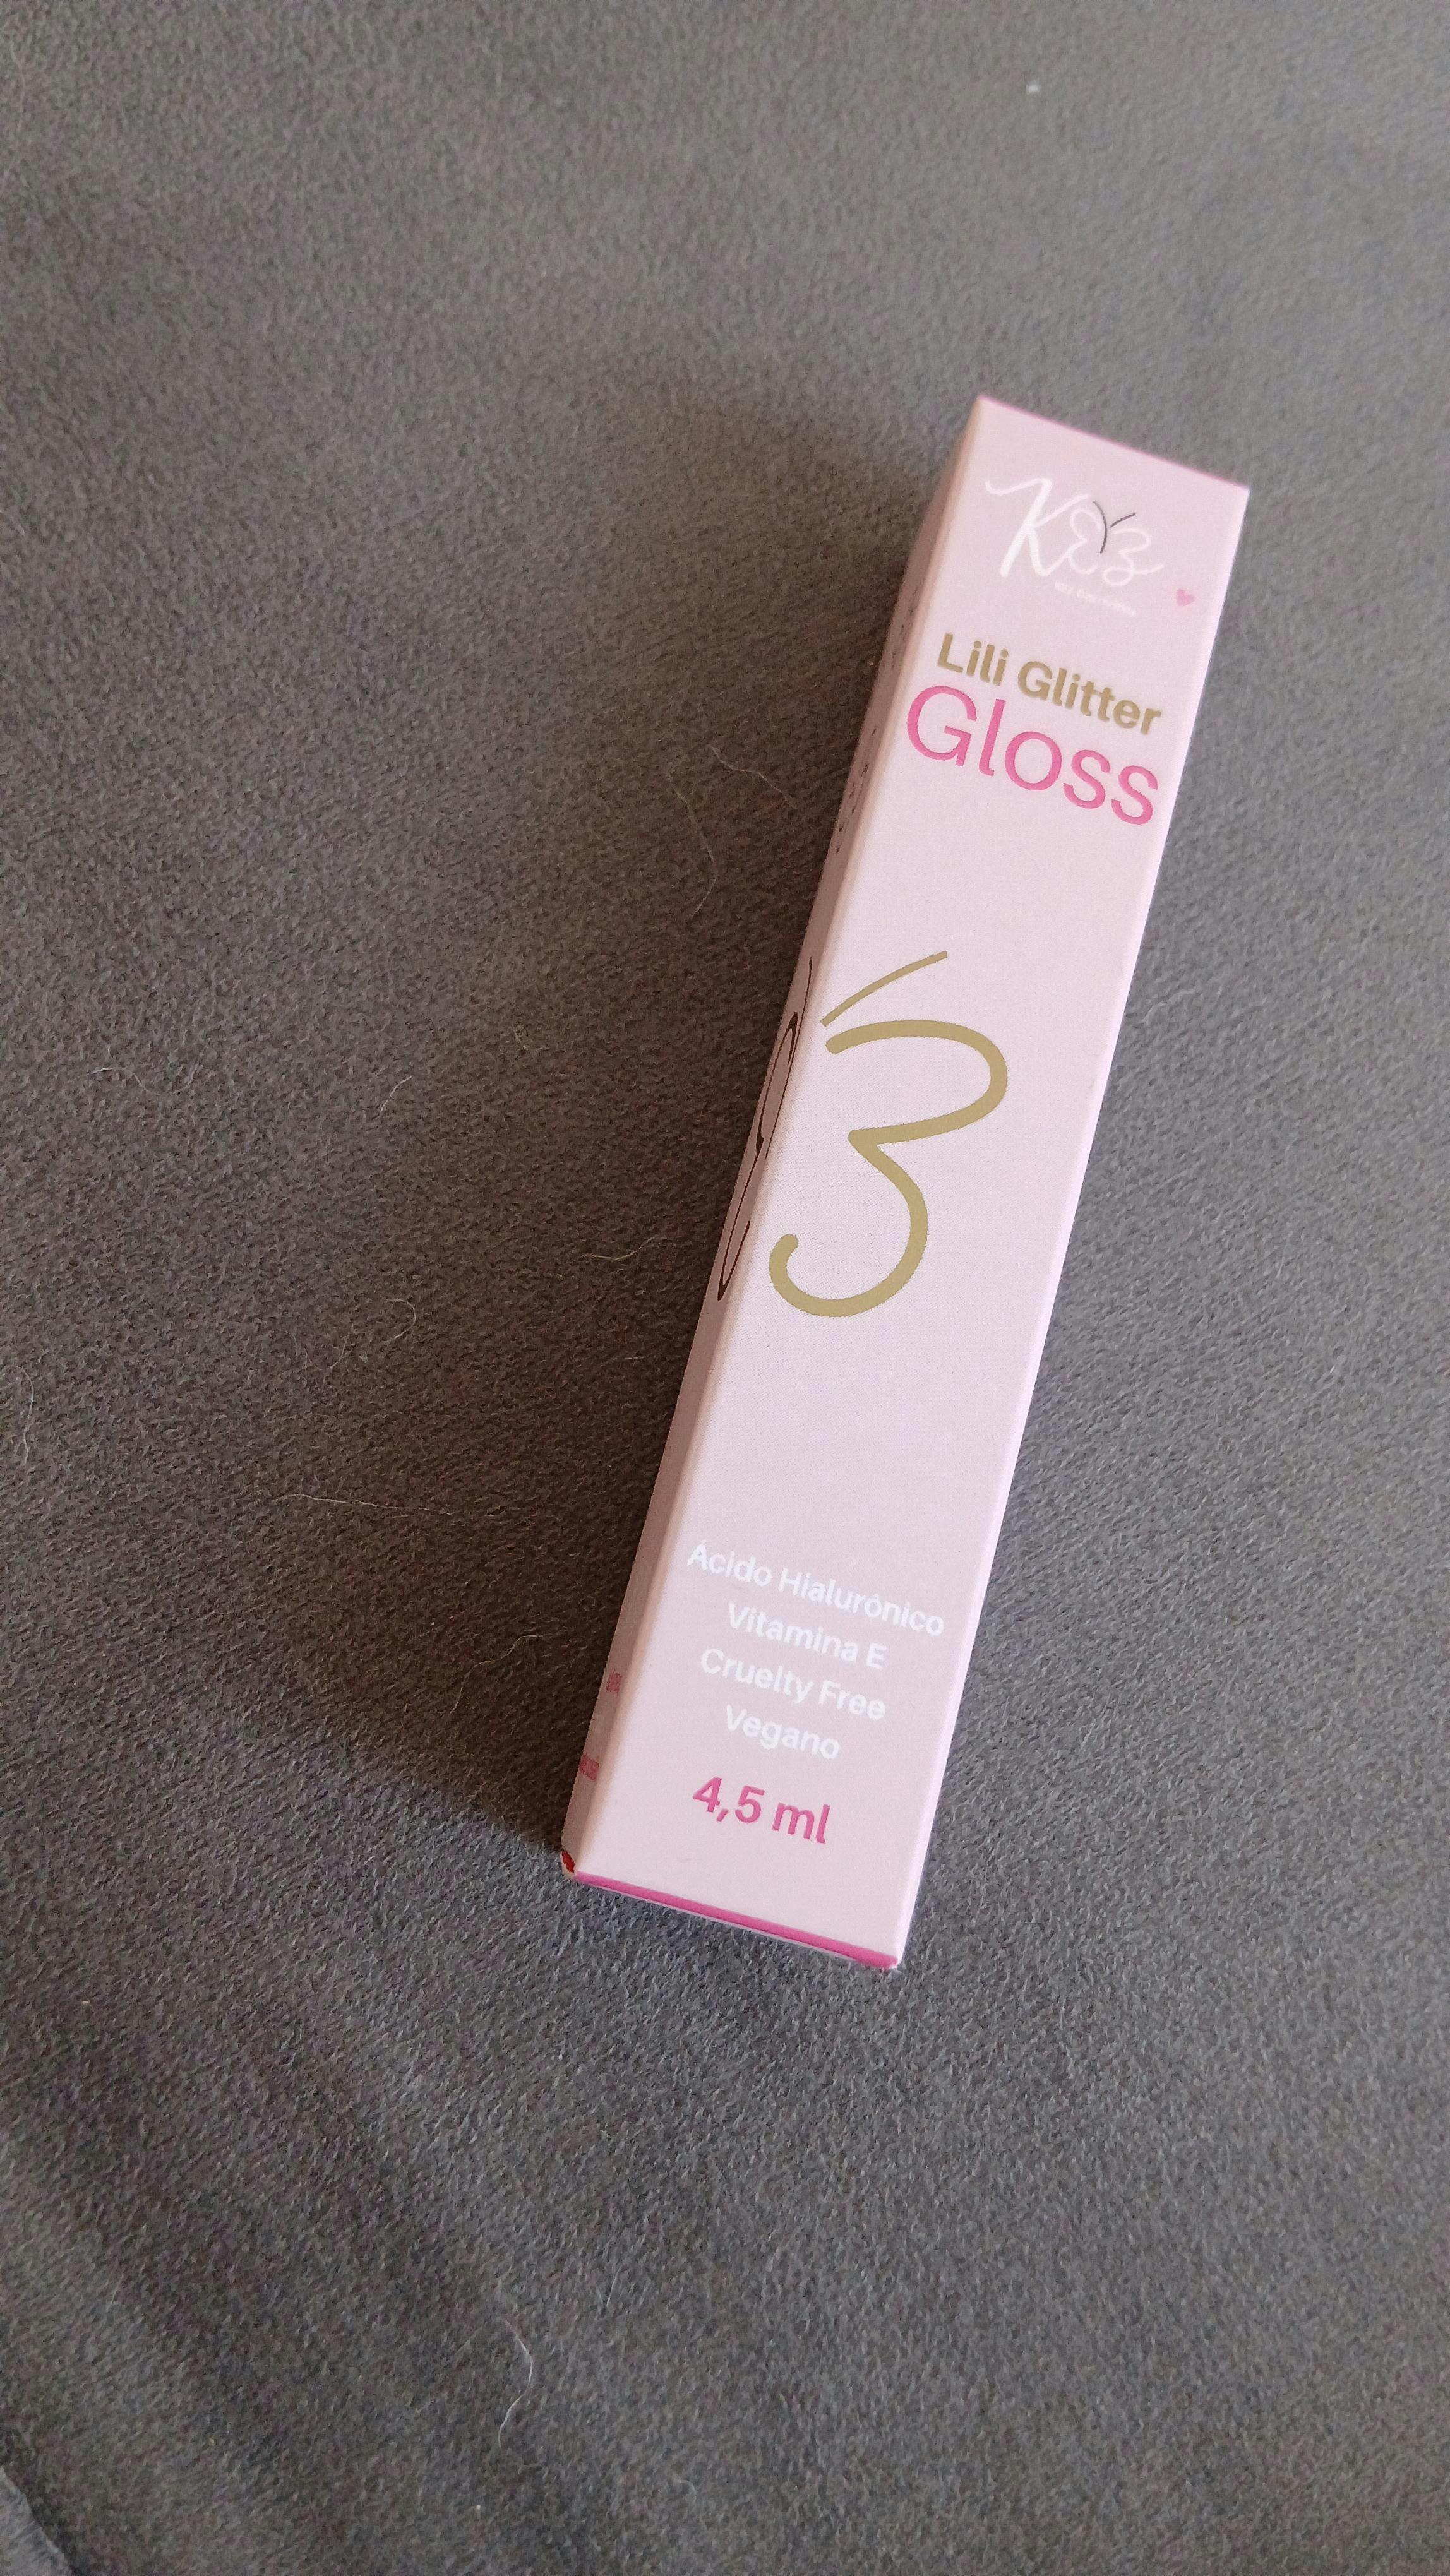 Lili Glitter
Gloss
Ácido Hialurônico
Vitamina E
Cruelty Free
Vegano
4,5 ml